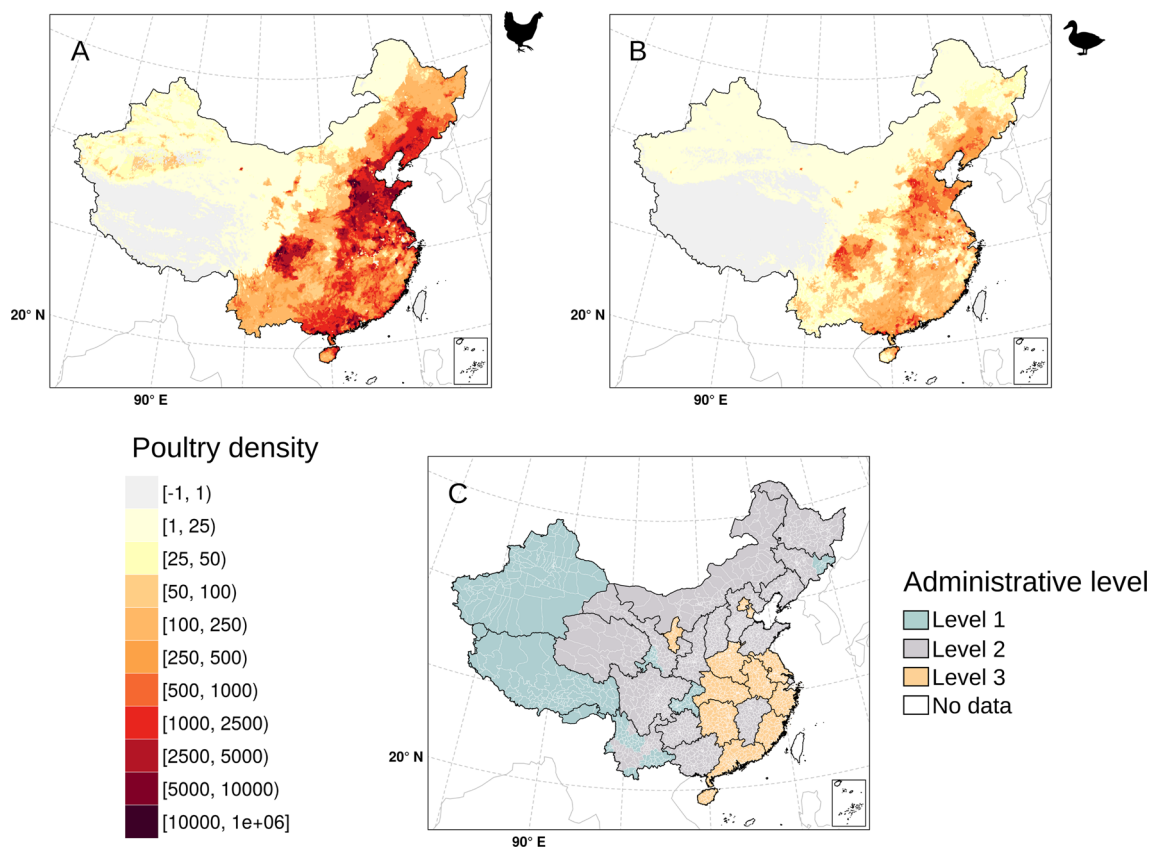 A
B
20° N
20° N
90° E
90° E
Poultry density
[-1, 1)
[1, 25)
[25, 50)
[50, 100)
[100, 250)
[250, 500)
[500, 1000)
[1000, 2500)
[2500, 5000)
[5000, 10000)
[10000, 1e+06]
C
20° N
90° E
Administrative level
Level 1
Level 2
Level 3
No data